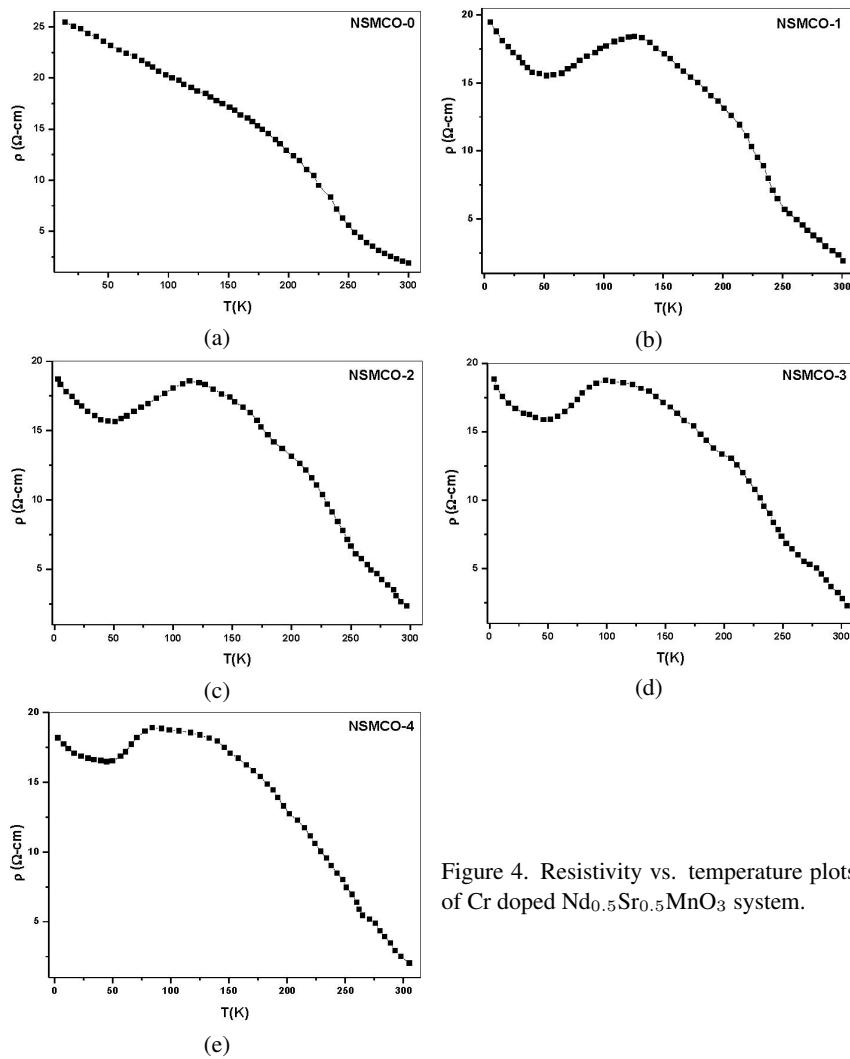 NSMCO-0
25
20
15
10
5
ρ (Ω-cm)
50 100 150 200 250 300
T(K)
(a)
NSMCO-1
20
15
10
5
ρ (Ω-cm)
0 50 100 150 200 250 300
T(K)
(b)
NSMCO-2
20
15
10
5
ρ (Ω-cm)
0 50 100 150 200 250 300
T(K)
(c)
NSMCO-3
20
15
10
5
ρ (Ω-cm)
0 50 100 150 200 250 300
T(K)
(d)
NSMCO-4
20
15
10
5
ρ (Ω-cm)
0 50 100 150 200 250 300
T(K)
(e)
Figure 4. Resistivity vs. temperature plots
of Cr doped Nd₀.₅Sr₀.₅MnO₃ system.